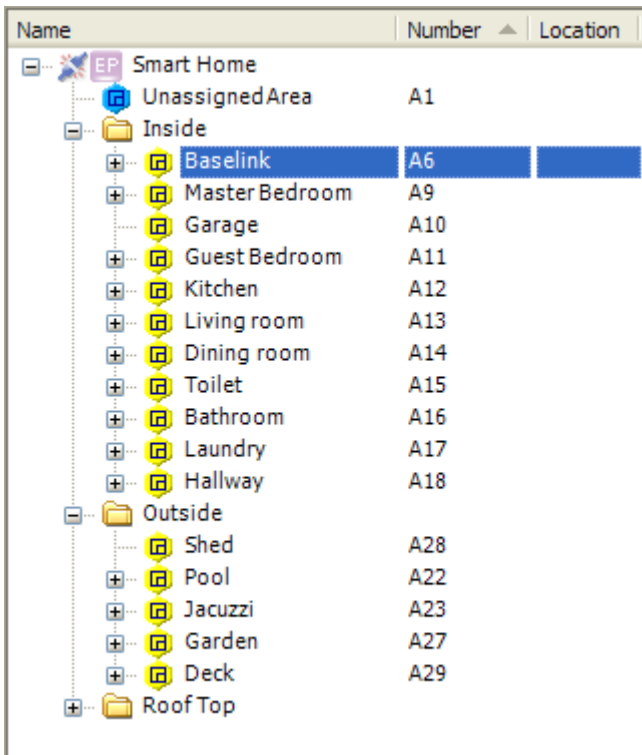 Name Number Location
EP Smart Home
Unassigned Area A1
Inside
Baselink A6
Master Bedroom A9
Garage A10
Guest Bedroom A11
Kitchen A12
Living room A13
Dining room A14
Toilet A15
Bathroom A16
Laundry A17
Hallway A18
Outside
Shed A28
Pool A22
Jacuzzi A23
Garden A27
Deck A29
Roof Top